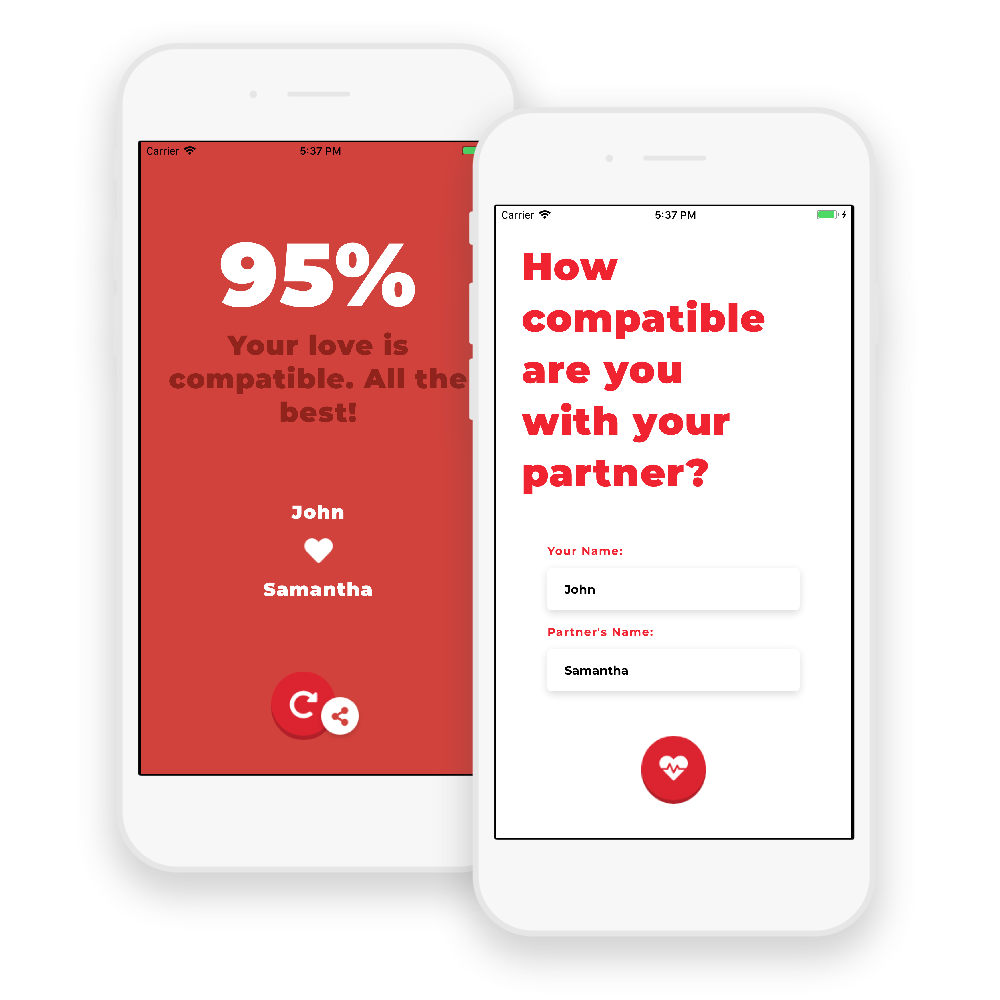 Carrier 5:37 PM
95%
Your love is
compatible. All the
best!
John
Samantha
Carrier 5:37 PM
How
compatible
are you
with your
partner?
Your Name:
John
Partner's Name:
Samantha